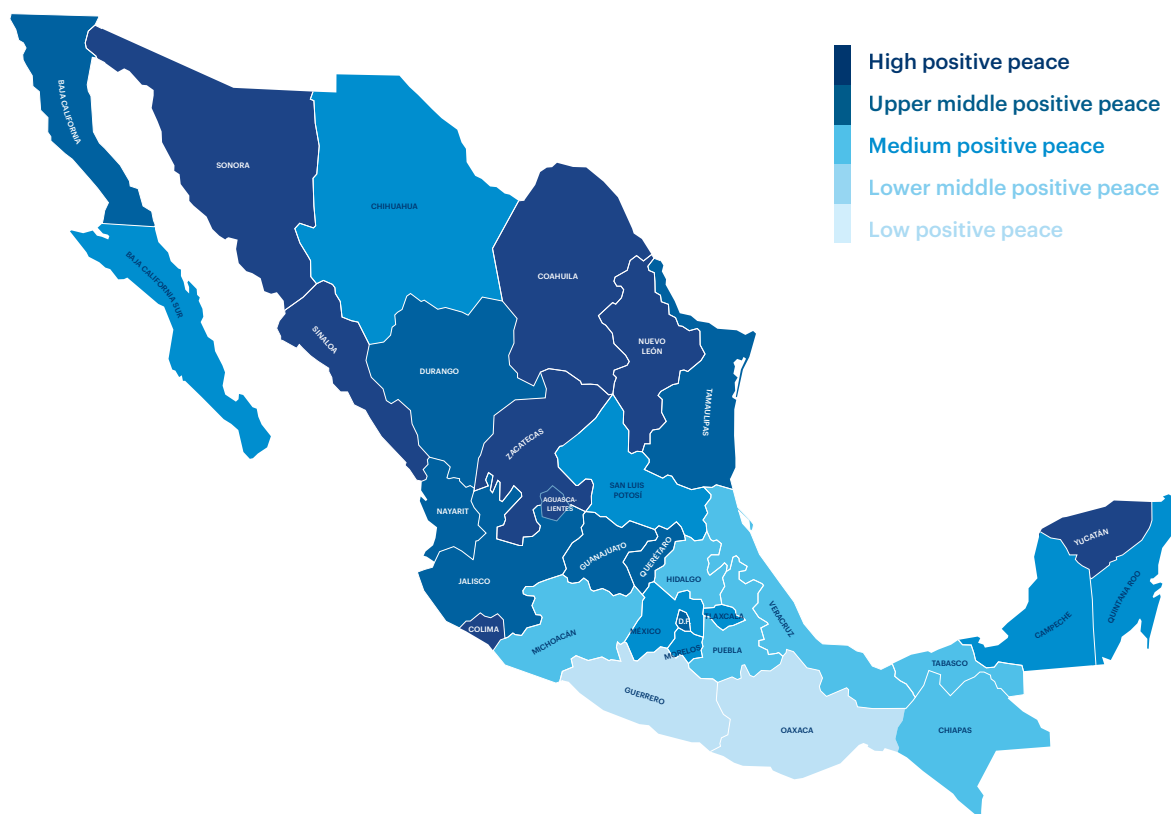 High positive peace
Upper middle positive peace
Medium positive peace
Lower middle positive peace
Low positive peace
BAJA CALIFORNIA
SONORA
CHIHUAHUA
BAJA CALIFORNIA SUR
COAHUILA
SINALOA
NUEVO
LEÓN
DURANGO
TAMAULIPAS
ZACATECAS
SAN LUIS
POTOSÍ
AGUASCA-
LIENTES
NAYARIT
YUCATÁN
GUANAJUATO
QUERÉTARO
HIDALGO
JALISCO
QUINTANA ROO
COLIMA
MICHOACÁN
MÉXICO
D.F.
TLAXCALA
VERACRUZ
CAMPECHE
MORELOS
PUEBLA
TABASCO
GUERRERO
OAXACA
CHIAPAS